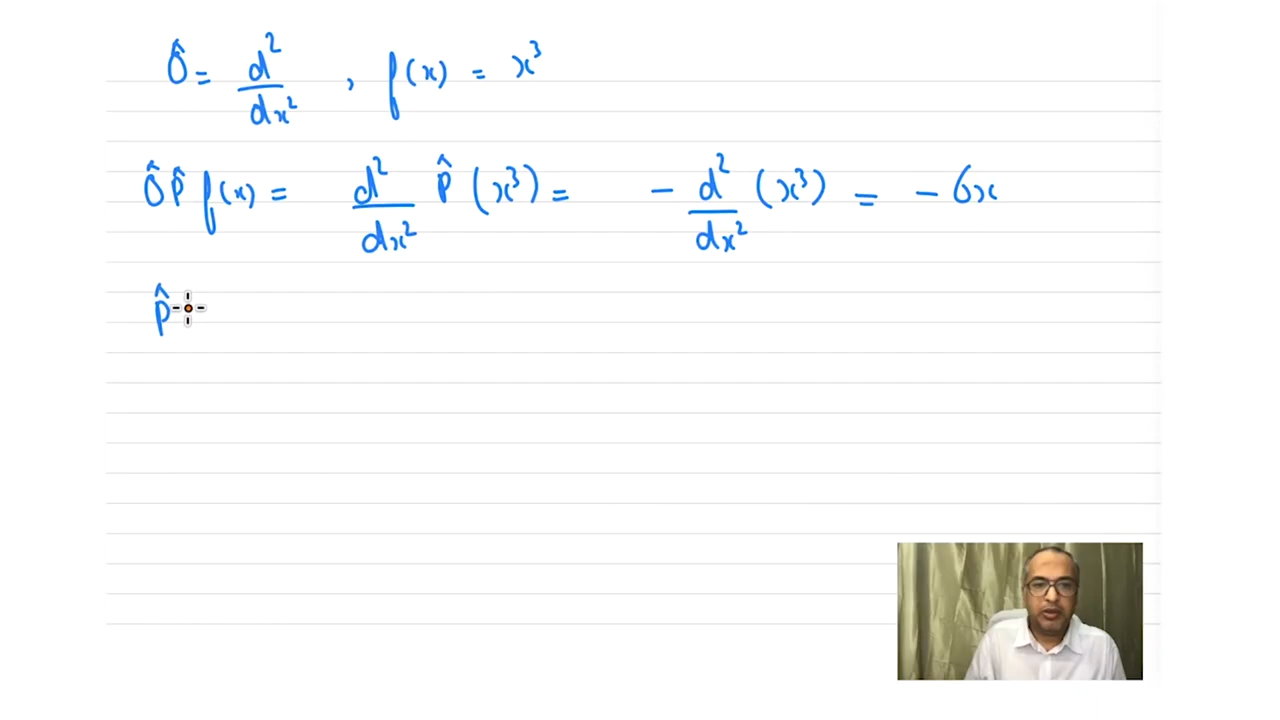 Ô = d²/dx² , f(x) = x³
Ô P̂ f(x) = d²/dx² P̂ (x³) = - d²/dx² (x³) = - 6x
P̂